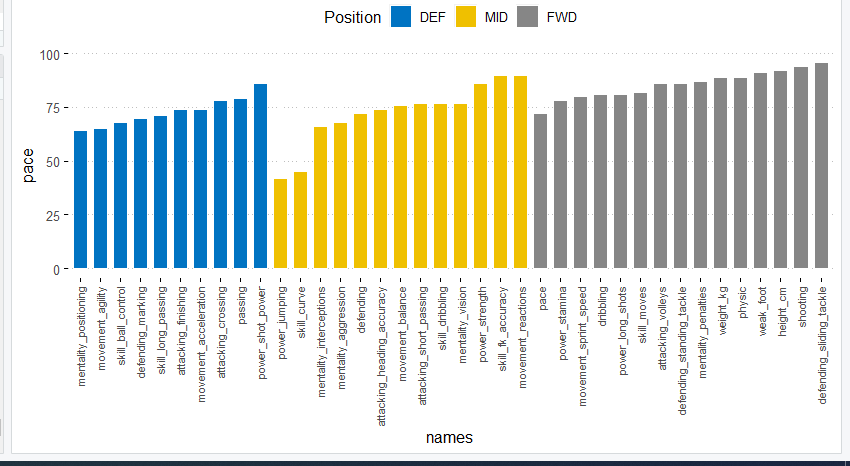 Position DEF MID FWD
100
75
50
25
0
pace
mentality_positioning
movement_agility
skill_ball_control
defending_marking
skill_long_passing
attacking_finishing
movement_acceleration
attacking_crossing
passing
power_shot_power
power_jumping
skill_curve
mentality_interceptions
mentality_aggression
defending
attacking_heading_accuracy
movement_balance
attacking_short_passing
skill_dribbling
mentality_vision
power_strength
skill_fk_accuracy
movement_reactions
pace
power_stamina
movement_sprint_speed
dribbling
power_long_shots
skill_moves
attacking_volleys
defending_standing_tackle
mentality_penalties
weight_kg
physic
weak_foot
height_cm
shooting
defending_sliding_tackle
names